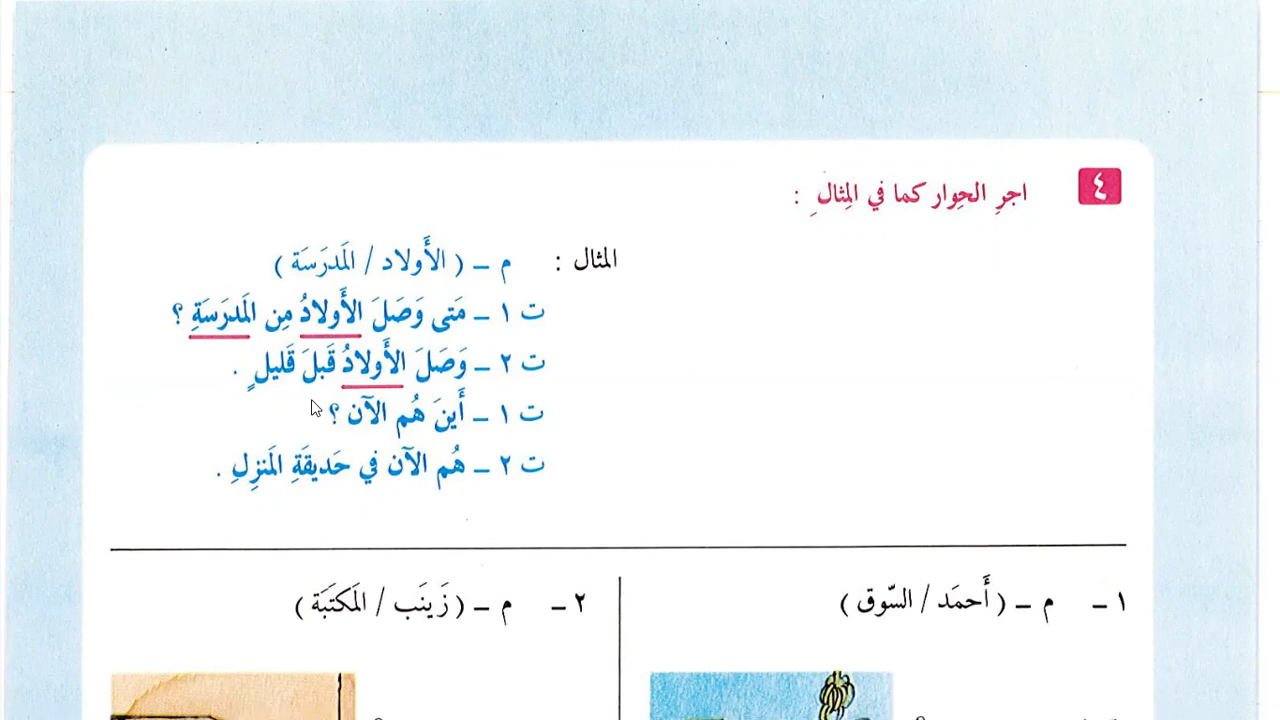 ٤ اجرِ الحِوار كما في المِثالِ :
المثال : م ـ ( الأَولاد / المَدرَسَة )
ت ١ ـ مَتى وَصَلَ الأَولادُ مِن المَدرَسَةِ ؟
ت ٢ ـ وَصَلَ الأَولادُ قَبلَ قَليلٍ .
ت ١ ـ أَينَ هُم الآن ؟
ت ٢ ـ هُم الآن في حَديقَةِ المَنزِلِ .
١ ـ م ـ ( أَحمَد / السّوق )
٢ ـ م ـ ( زَينَب / المَكتَبَة )